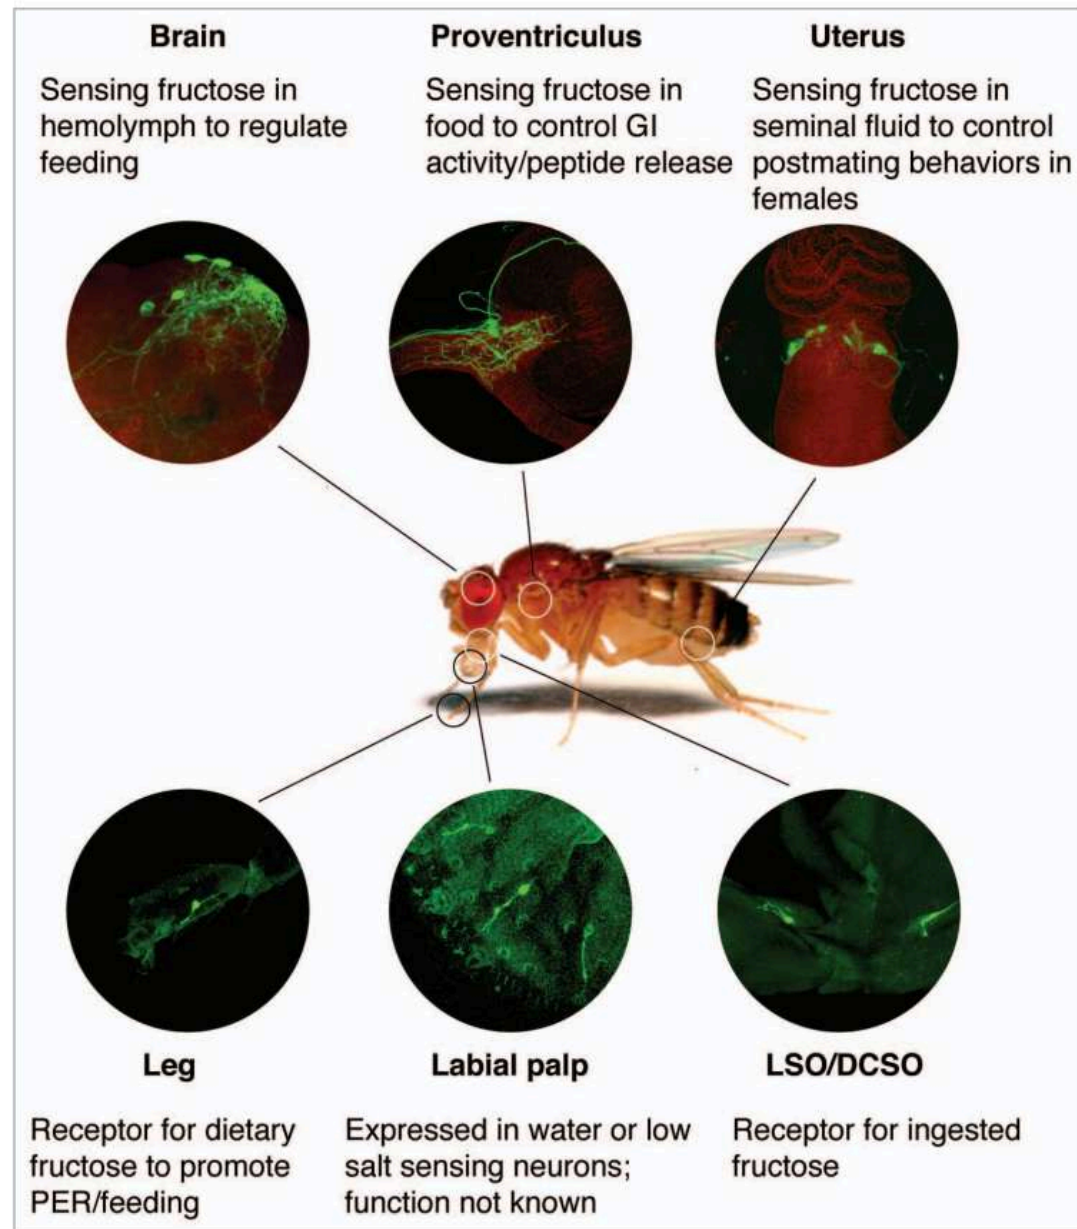 Brain
Sensing fructose in
hemolymph to regulate
feeding
Proventriculus
Sensing fructose in
food to control GI
activity/peptide release
Uterus
Sensing fructose in
seminal fluid to control
postmating behaviors in
females
Leg
Receptor for dietary
fructose to promote
PER/feeding
Labial palp
Expressed in water or low
salt sensing neurons;
function not known
LSO/DCSO
Receptor for ingested
fructose